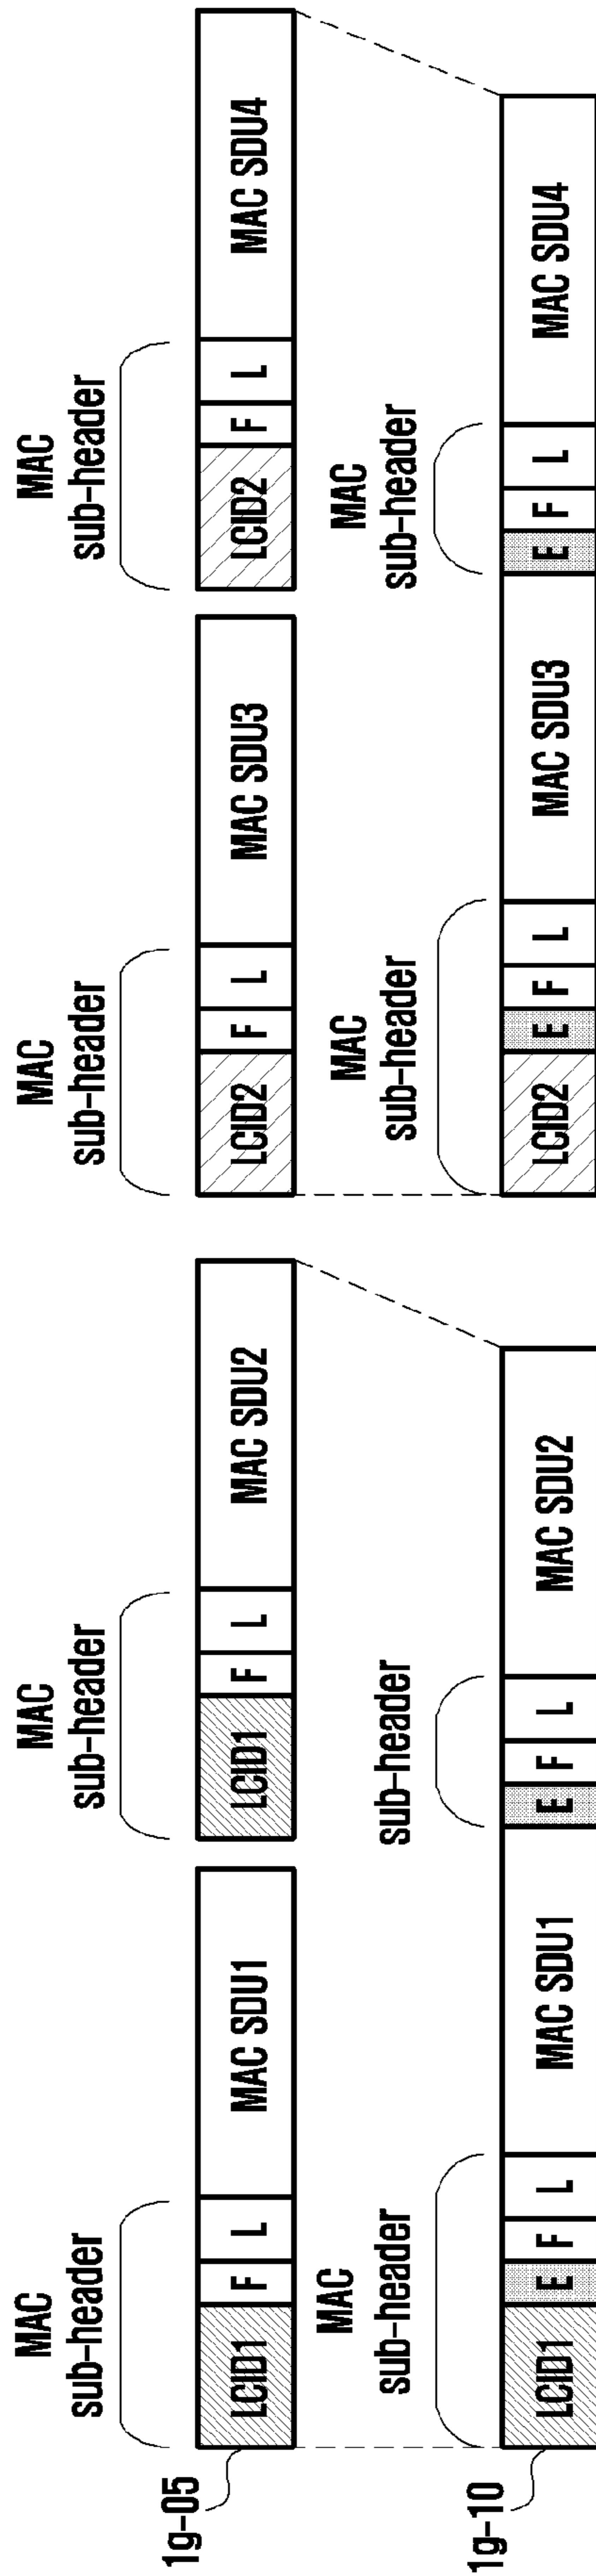 MAC
sub-header
MAC
sub-header
MAC
sub-header
MAC
sub-header
1g-05
LCID1
F
L
MAC SDU1
LCID1
F
L
MAC SDU2
LCID2
F
L
MAC SDU3
LCID2
F
L
MAC SDU4
MAC
sub-header
sub-header
MAC
sub-header
MAC
sub-header
1g-10
LCID1
E
F
L
MAC SDU1
E
F
L
MAC SDU2
LCID2
E
F
L
MAC SDU3
E
F
L
MAC SDU4